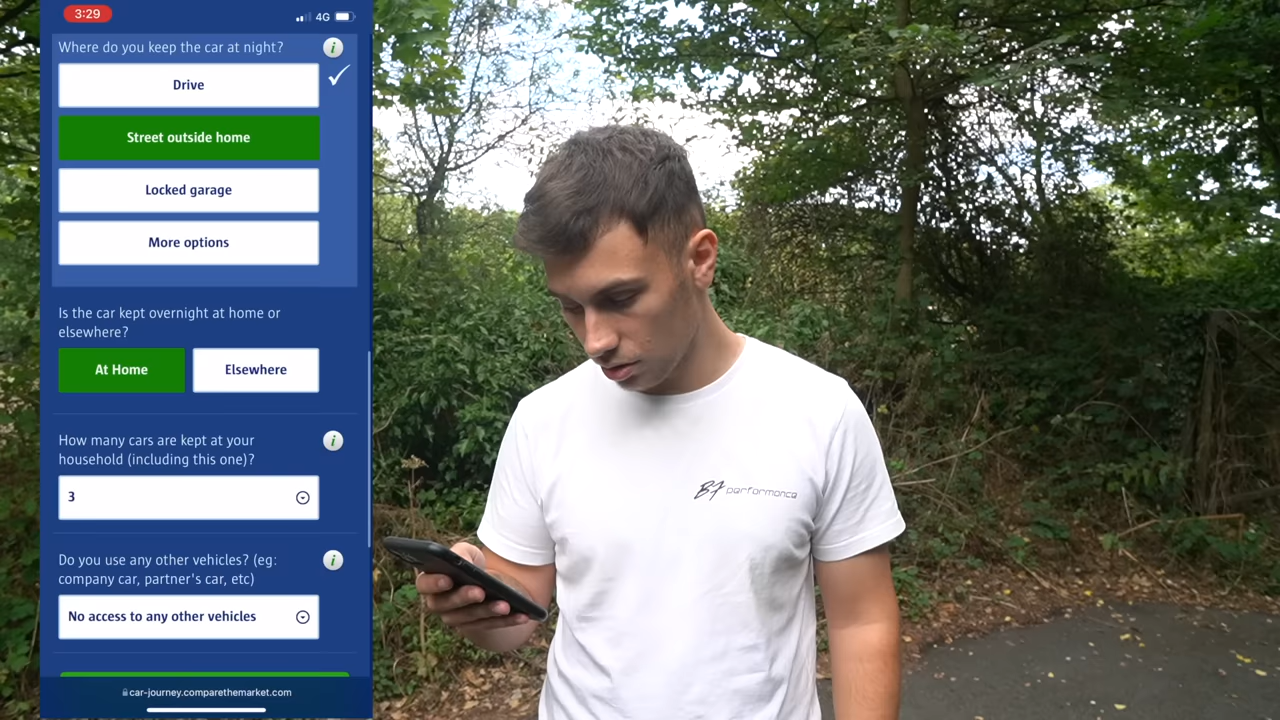 3:29
4G
Where do you keep the car at night?
Drive
Street outside home
Locked garage
More options
Is the car kept overnight at home or
elsewhere?
At Home
Elsewhere
How many cars are kept at your
household (including this one)?
3
Do you use any other vehicles? (eg:
company car, partner's car, etc)
No access to any other vehicles
car-journey.comparethemarket.com
B7 performance